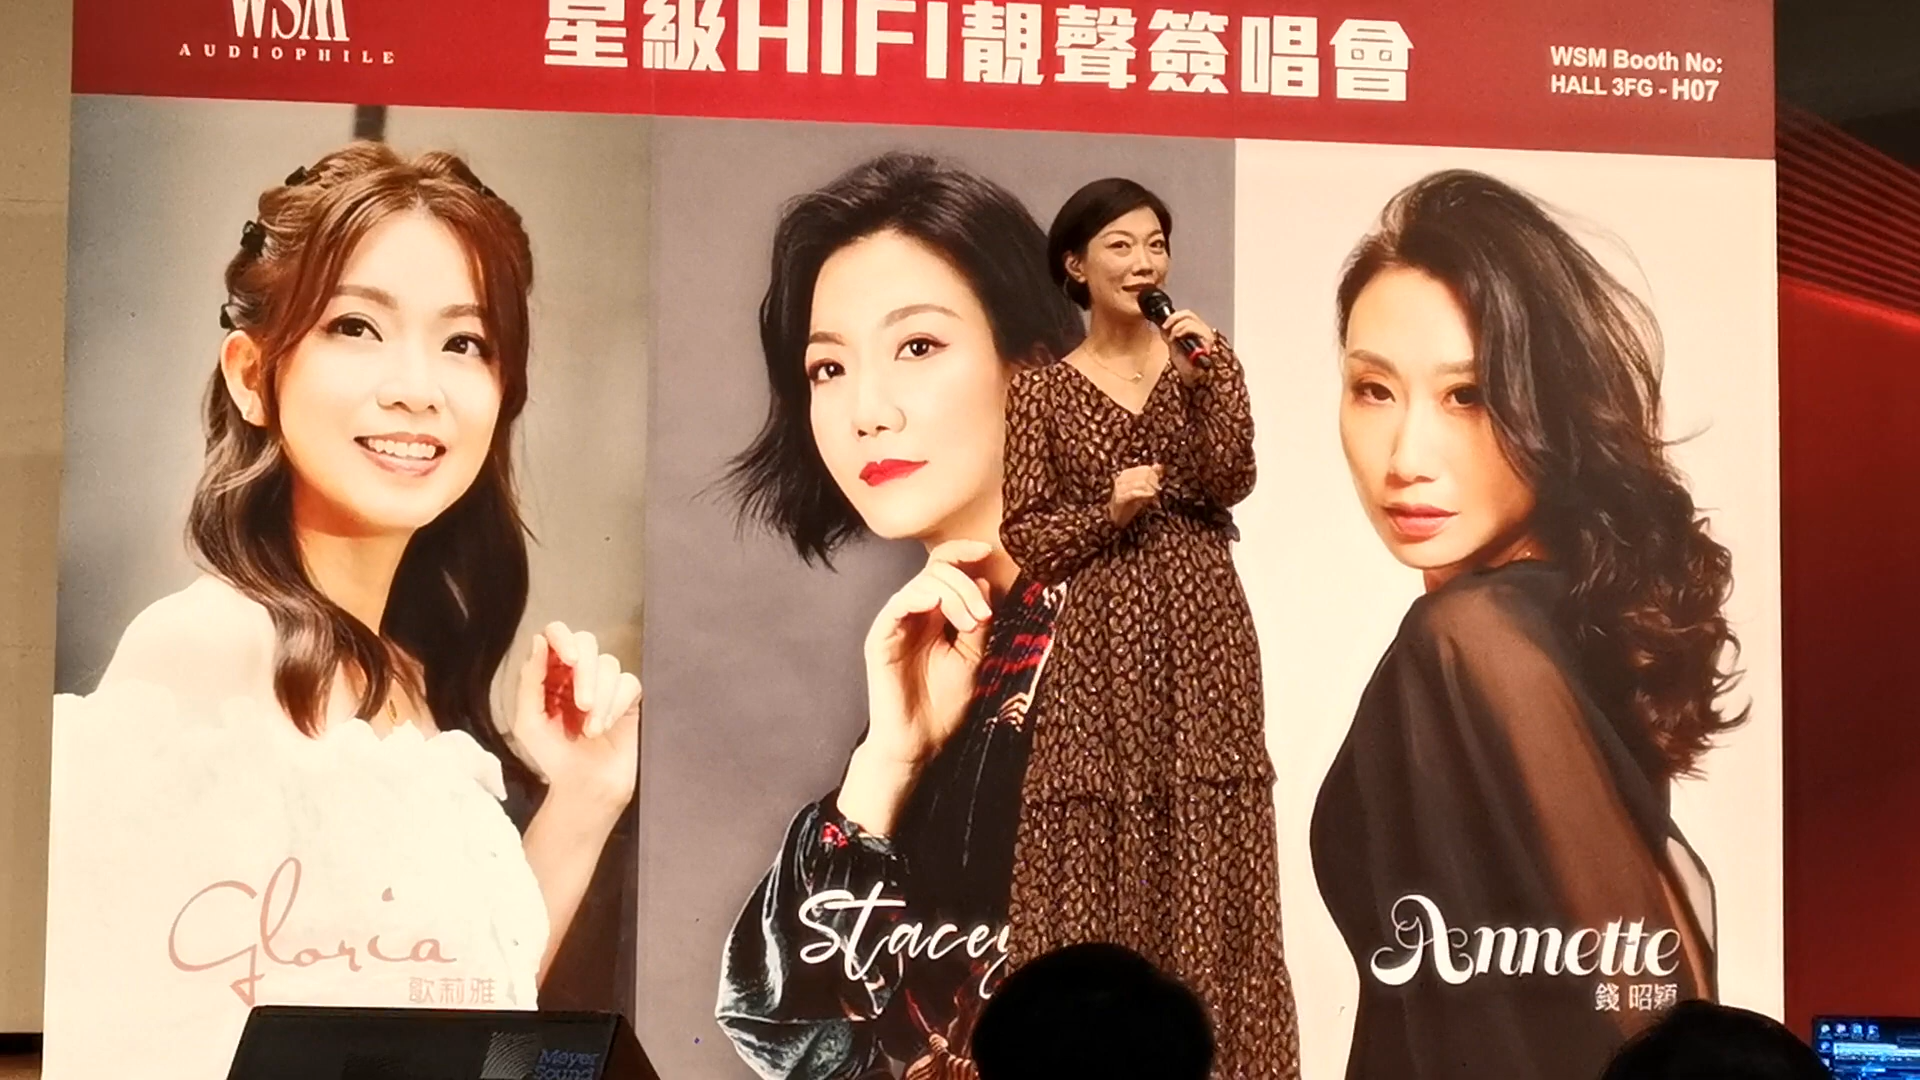 WSM
AUDIOPHILE
星級HIFI靚聲簽唱會
WSM Booth No:
HALL 3FG - H07
Gloria
歌莉雅
Stacey
Annette
錢 昭穎
Meyer
Sound